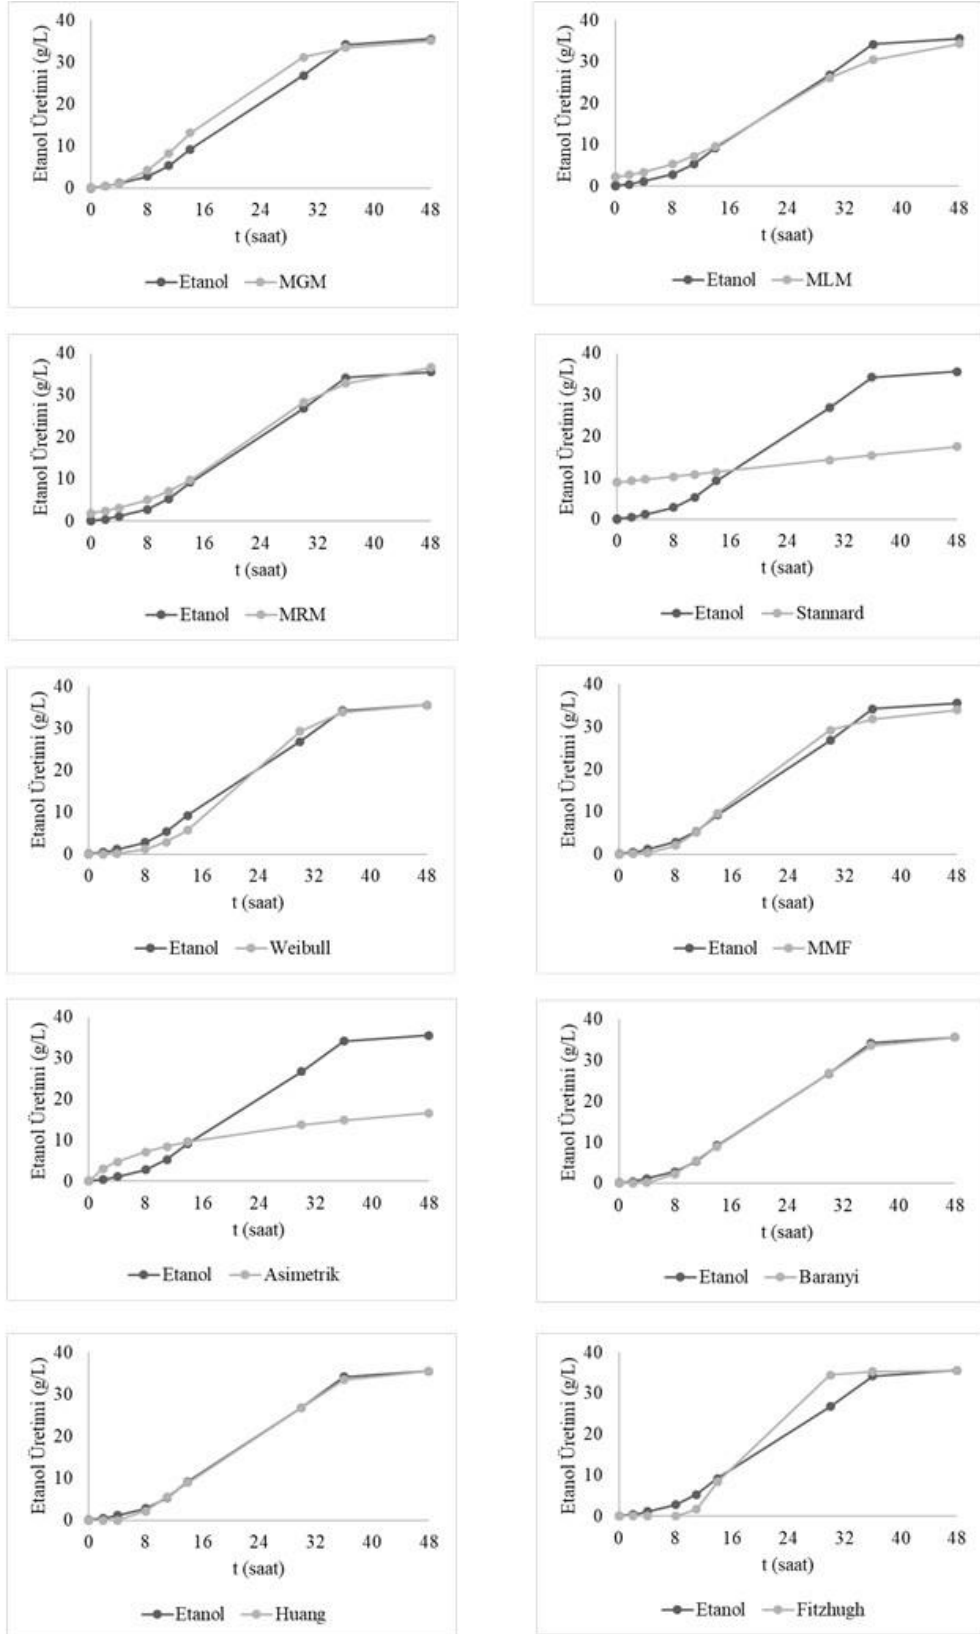 Etanol Üretimi (g/L)
40
30
20
10
0
0 8 16 24 32 40 48
t (saat)
Etanol MGM
Etanol Üretimi (g/L)
40
30
20
10
0
0 8 16 24 32 40 48
t (saat)
Etanol MLM
Etanol Üretimi (g/L)
40
30
20
10
0
0 8 16 24 32 40 48
t (saat)
Etanol MRM
Etanol Üretimi (g/L)
40
30
20
10
0
0 8 16 24 32 40 48
t (saat)
Etanol Stannard
Etanol Üretimi (g/L)
40
30
20
10
0
0 8 16 24 32 40 48
t (saat)
Etanol Weibull
Etanol Üretimi (g/L)
40
30
20
10
0
0 8 16 24 32 40 48
t (saat)
Etanol MMF
Etanol Üretimi (g/L)
40
30
20
10
0
0 8 16 24 32 40 48
t (saat)
Etanol Asimetrik
Etanol Üretimi (g/L)
40
30
20
10
0
0 8 16 24 32 40 48
t (saat)
Etanol Baranyi
Etanol Üretimi (g/L)
40
30
20
10
0
0 8 16 24 32 40 48
t (saat)
Etanol Huang
Etanol Üretimi (g/L)
40
30
20
10
0
0 8 16 24 32 40 48
t (saat)
Etanol Fitzhugh